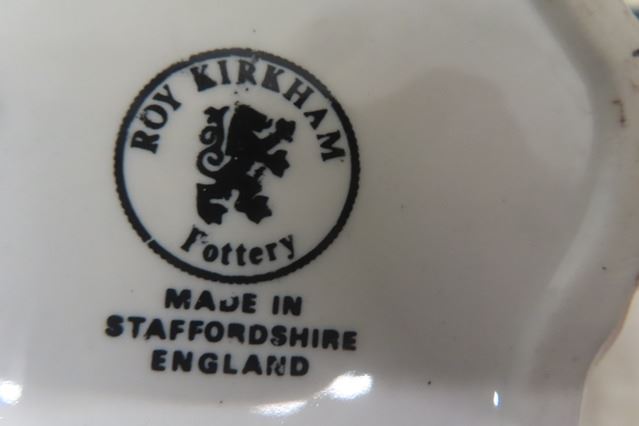 ROY KIRKHAM
Pottery
MADE IN
STAFFORDSHIRE
ENGLAND